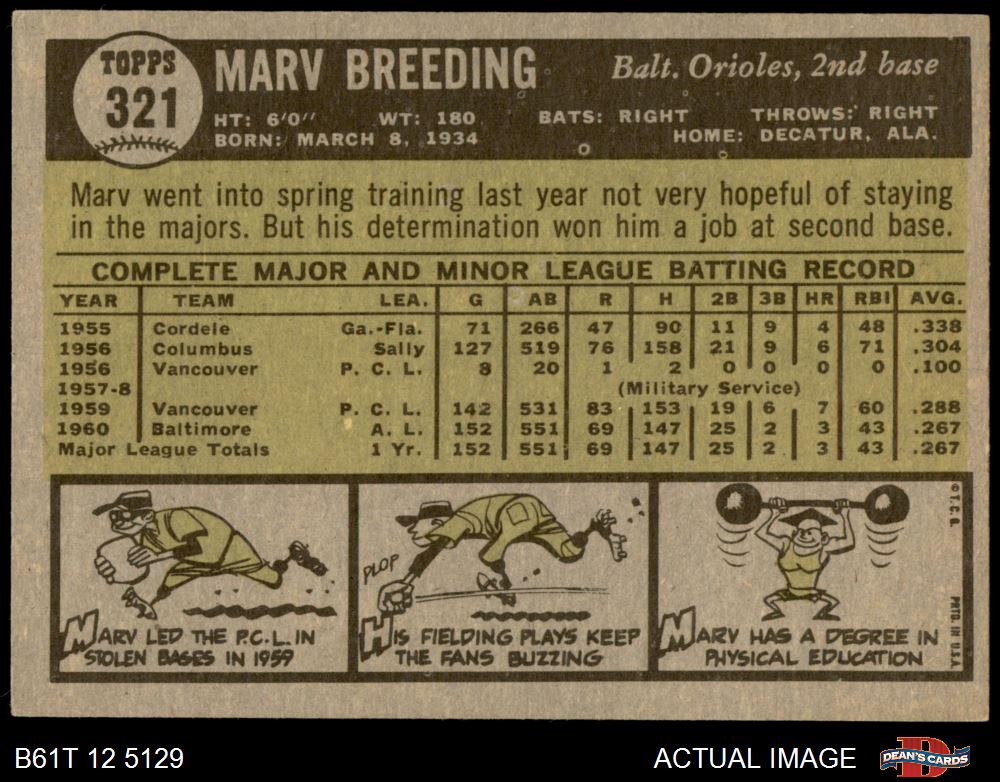 TOPPS
321
MARV BREEDING
Balt. Orioles, 2nd base
HT: 6'0" WT: 180 BATS: RIGHT THROWS: RIGHT
BORN: MARCH 8, 1934 HOME: DECATUR, ALA.
Marv went into spring training last year not very hopeful of staying
in the majors. But his determination won him a job at second base.
COMPLETE MAJOR AND MINOR LEAGUE BATTING RECORD
YEAR TEAM LEA. G AB R H 2B 3B HR RBI AVG.
1955 Cordele Ga.-Fla. 71 266 47 90 11 9 4 48 .338
1956 Columbus Sally 127 519 76 158 21 9 6 71 .304
1956 Vancouver P. C. L. 8 20 1 2 0 0 0 0 .100
1957-8 (Military Service)
1959 Vancouver P. C. L. 142 531 83 153 19 6 7 60 .288
1960 Baltimore A. L. 152 551 69 147 25 2 3 43 .267
Major League Totals 1 Yr. 152 551 69 147 25 2 3 43 .267
MARV LED THE P.C.L. IN
STOLEN BASES IN 1959
PLOP
HIS FIELDING PLAYS KEEP
THE FANS BUZZING
MARV HAS A DEGREE IN
PHYSICAL EDUCATION
© T. C. G.
PRTD. IN U.S.A.
B61T 12 5129
ACTUAL IMAGE
DEAN'S CARDS